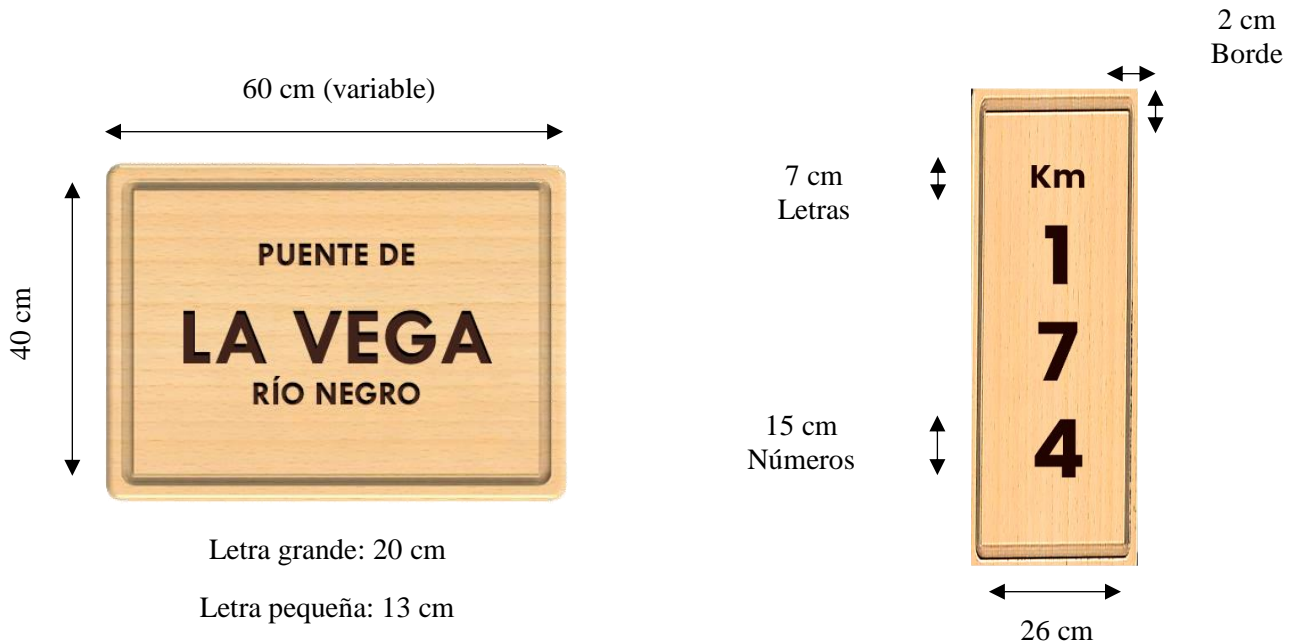 60 cm (variable)
40 cm
PUENTE DE
LA VEGA
RÍO NEGRO
Letra grande: 20 cm
Letra pequeña: 13 cm
2 cm
Borde
7 cm
Letras
Km
1
7
4
15 cm
Números
26 cm